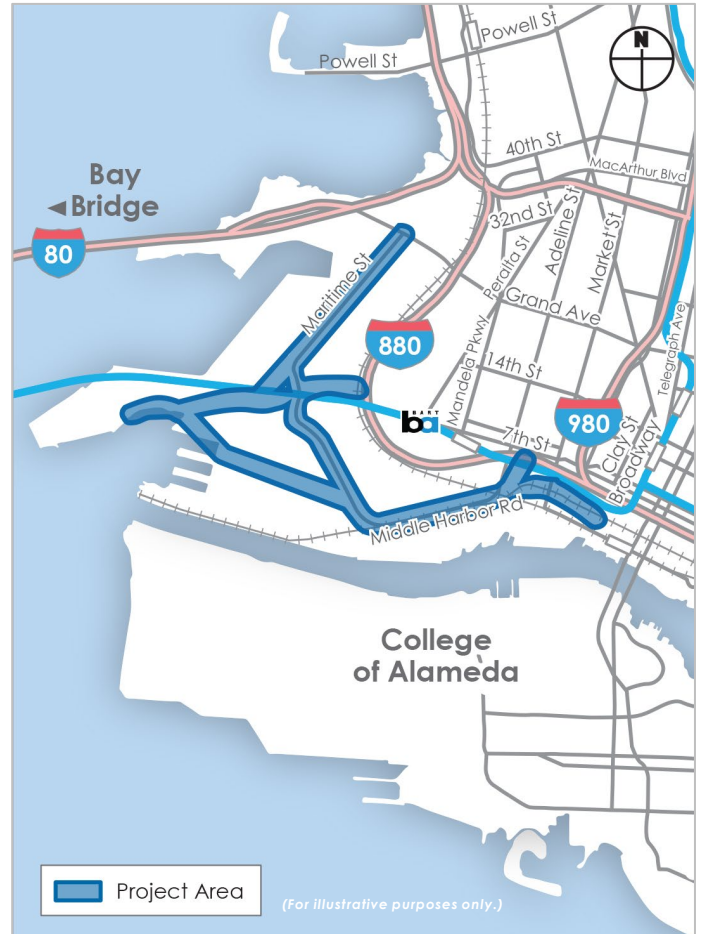 Powell St
Powell St
N
40th St
MacArthur Blvd
Bay
Bridge
80
32nd St
Adeline St
Market St
Peralta St
Maritime St
Grand Ave
880
Telegraph Ave
14th St
Mandela Pkwy
BART
ba
980
7th St
Clay St
Broadway
Middle Harbor Rd
College
of Alameda
Project Area
(For illustrative purposes only.)